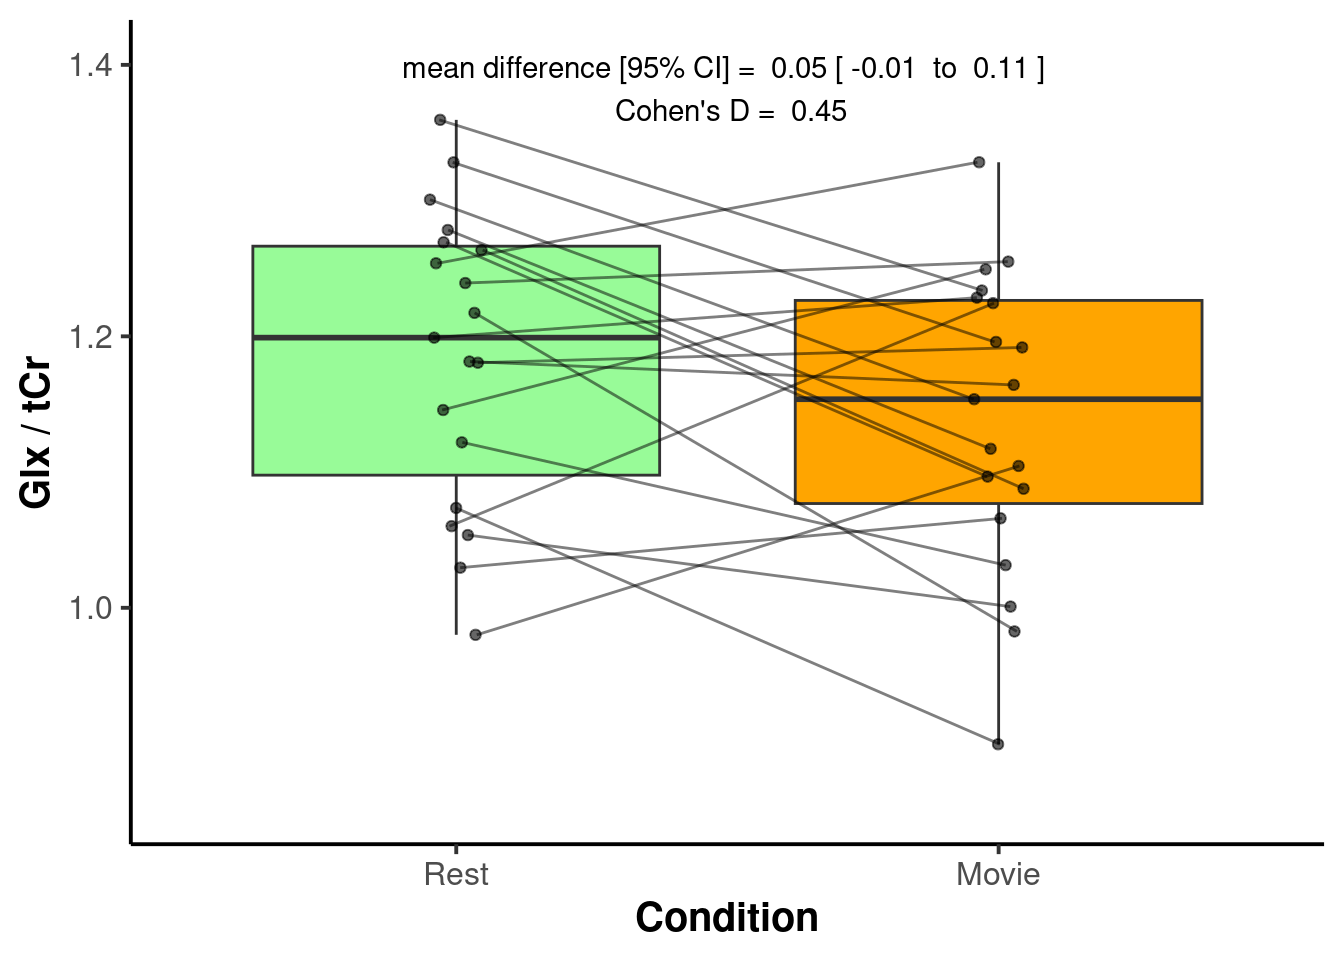 mean difference [95% CI] = 0.05 [ -0.01 to 0.11 ]
Cohen's D = 0.45
1.4
1.2
1.0
Glx / tCr
Rest
Movie
Condition